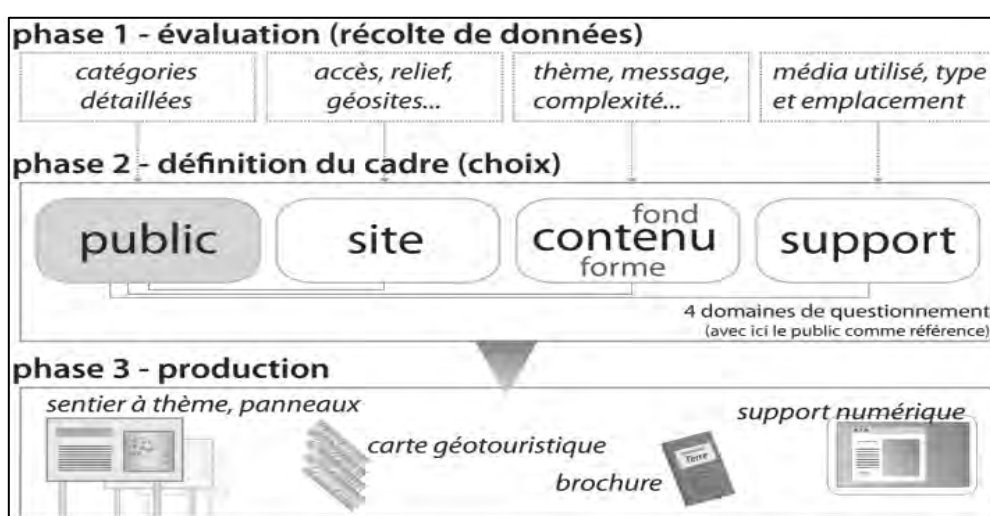 phase 1 - évaluation (récolte de données)
catégories
détaillées
accès, relief,
géosites...
thème, message,
complexité...
média utilisé, type
et emplacement
phase 2 - définition du cadre (choix)
public
site
fond
contenu
forme
support
4 domaines de questionnement
(avec ici le public comme référence)
phase 3 - production
sentier à thème, panneaux
carte géotouristique
brochure
Terre
support numérique